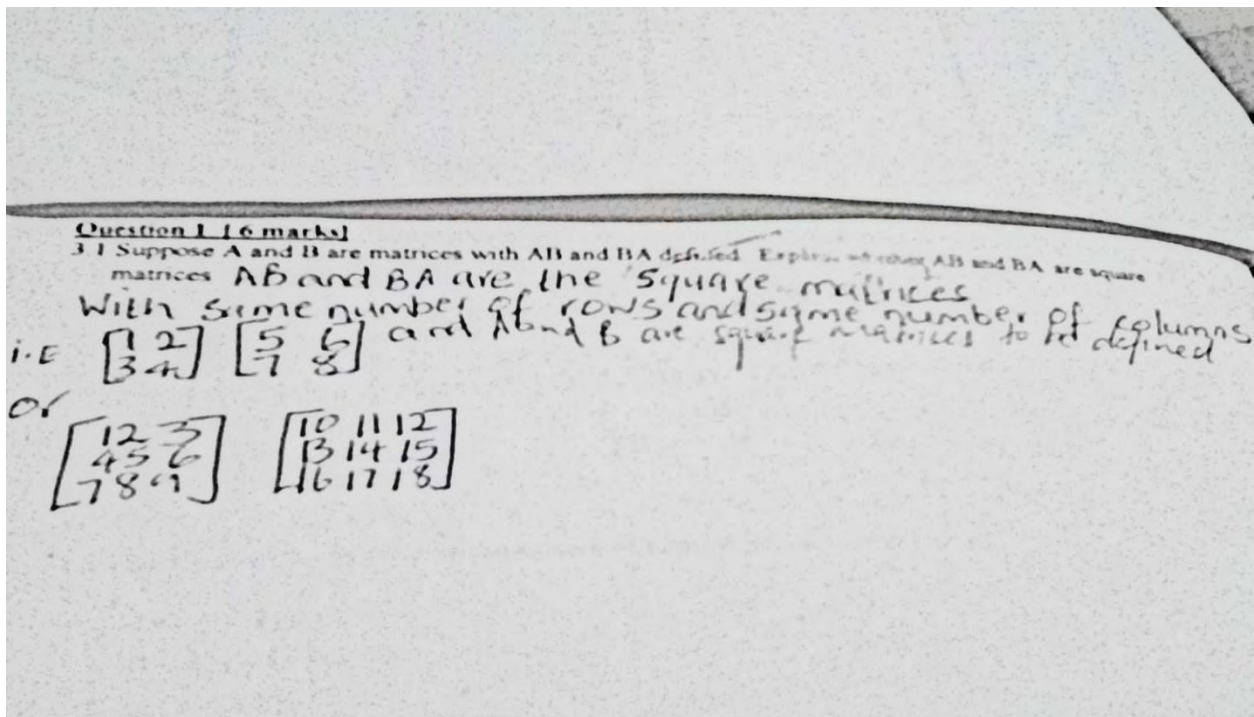 Question 1 [6 marks]
3.1 Suppose A and B are matrices with AB and BA defined. Explain whether AB and BA are square
matrices AB and BA are the square matrices
With same number of rows and same number of columns
i.E [1 2 [5 6 and A and B are square matrices to be defined
3 4] 7 8]
or
[1 2 3 [10 11 12
4 5 6 13 14 15
7 8 9] 16 17 18]